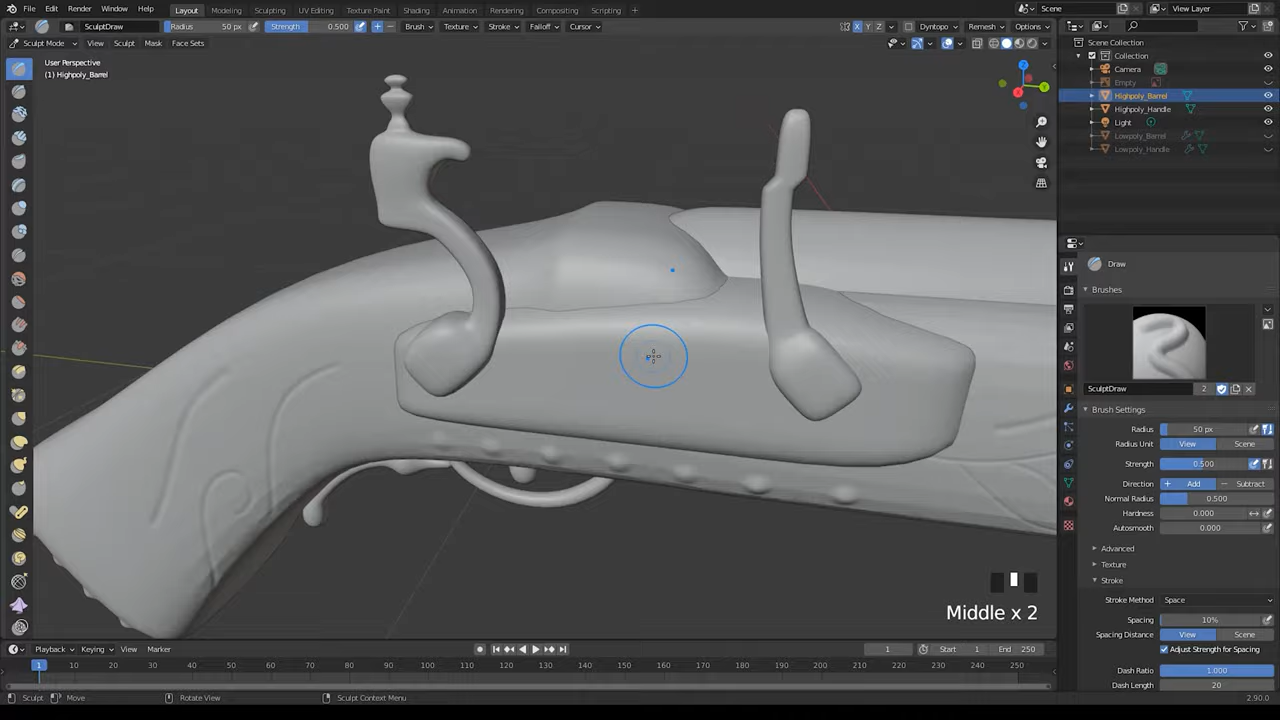 File Edit Render Window Help Layout Modeling Sculpting UV Editing Texture Paint Shading Animation Rendering Compositing Scripting + Scene View Layer
SculptDraw Radius 50 px Strength 0.500 Brush Texture Stroke Falloff Cursor X Y Z Dyntopo Remesh Options
Sculpt Mode View Sculpt Mask Face Sets
User Perspective
(1) Highpoly_Barrel
Z
Y
Scene Collection
Collection
Camera
Empty
Highpoly_Barrel
Highpoly_Handle
Light
Lowpoly_Barrel
Lowpoly_Handle
Draw
Brushes
SculptDraw 2
Brush Settings
Radius 50 px
Radius Unit View Scene
Strength 0.500
Direction + Add − Subtract
Normal Radius 0.500
Hardness 0.000
Autosmooth 0.000
Advanced
Texture
Stroke
Stroke Method Space
Spacing 10%
Spacing Distance View Scene
Adjust Strength for Spacing
Dash Ratio 1.000
Dash Length 20
Middle x 2
Playback Keying View Marker 1 Start 1 End 250
1 10 20 30 40 50 60 70 80 90 100 110 120 130 140 150 160 170 180 190 200 210 220 230 240 250
Sculpt Move Rotate View Sculpt Context Menu 2.90.0